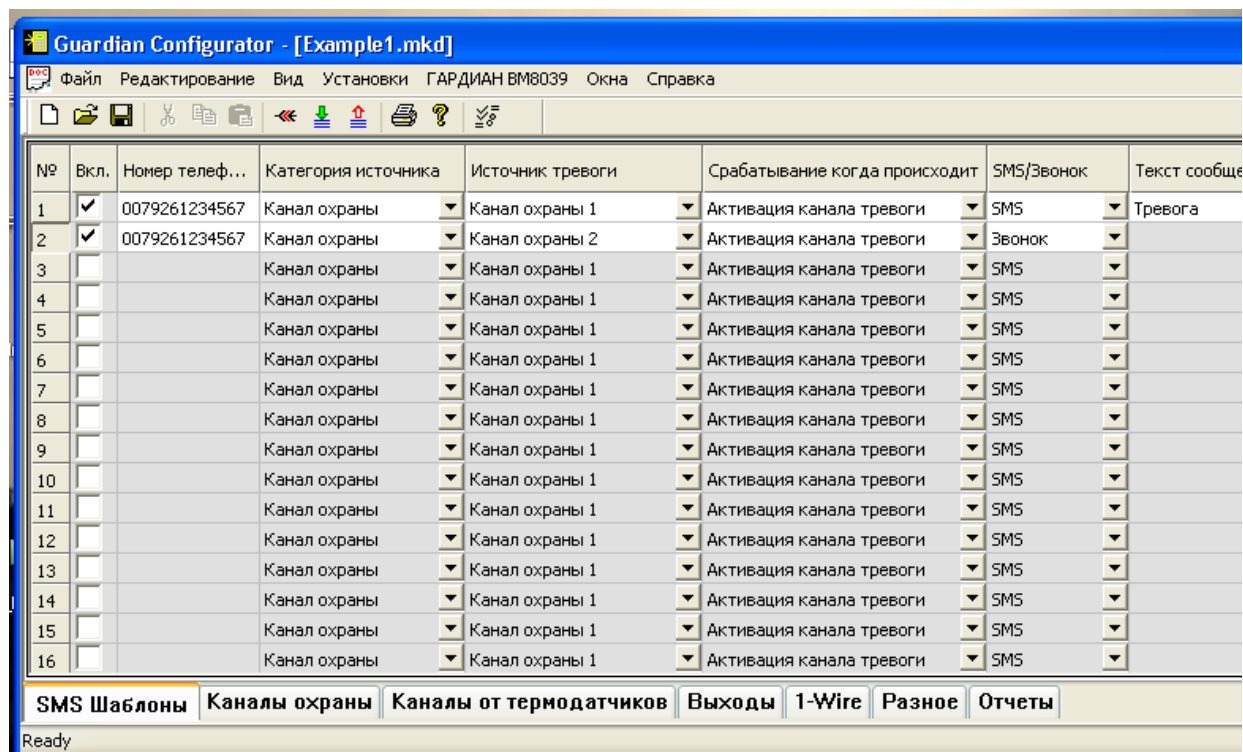 Guardian Configurator - [Example1.mkd]
DOC Файл Редактирование Вид Установки ГАРДИАН ВМ8039 Окна Справка
№ Вкл. Номер телеф... Категория источника Источник тревоги Срабатывание когда происходит SMS/Звонок Текст сообще
1 0079261234567 Канал охраны Канал охраны 1 Активация канала тревоги SMS Тревога
2 0079261234567 Канал охраны Канал охраны 2 Активация канала тревоги Звонок
3 Канал охраны Канал охраны 1 Активация канала тревоги SMS
4 Канал охраны Канал охраны 1 Активация канала тревоги SMS
5 Канал охраны Канал охраны 1 Активация канала тревоги SMS
6 Канал охраны Канал охраны 1 Активация канала тревоги SMS
7 Канал охраны Канал охраны 1 Активация канала тревоги SMS
8 Канал охраны Канал охраны 1 Активация канала тревоги SMS
9 Канал охраны Канал охраны 1 Активация канала тревоги SMS
10 Канал охраны Канал охраны 1 Активация канала тревоги SMS
11 Канал охраны Канал охраны 1 Активация канала тревоги SMS
12 Канал охраны Канал охраны 1 Активация канала тревоги SMS
13 Канал охраны Канал охраны 1 Активация канала тревоги SMS
14 Канал охраны Канал охраны 1 Активация канала тревоги SMS
15 Канал охраны Канал охраны 1 Активация канала тревоги SMS
16 Канал охраны Канал охраны 1 Активация канала тревоги SMS
SMS Шаблоны Каналы охраны Каналы от термодатчиков Выходы 1-Wire Разное Отчеты
Ready